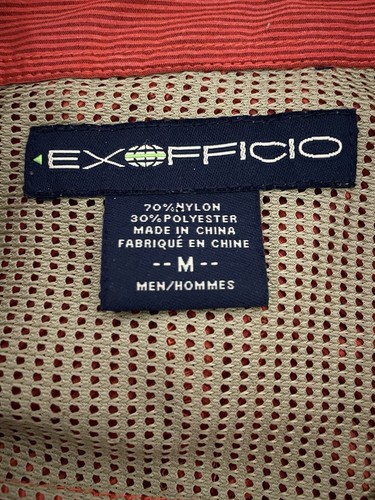 EXOFFICIO
70% NYLON
30% POLYESTER
MADE IN CHINA
FABRIQUÉ EN CHINE
-- M --
MEN/HOMMES